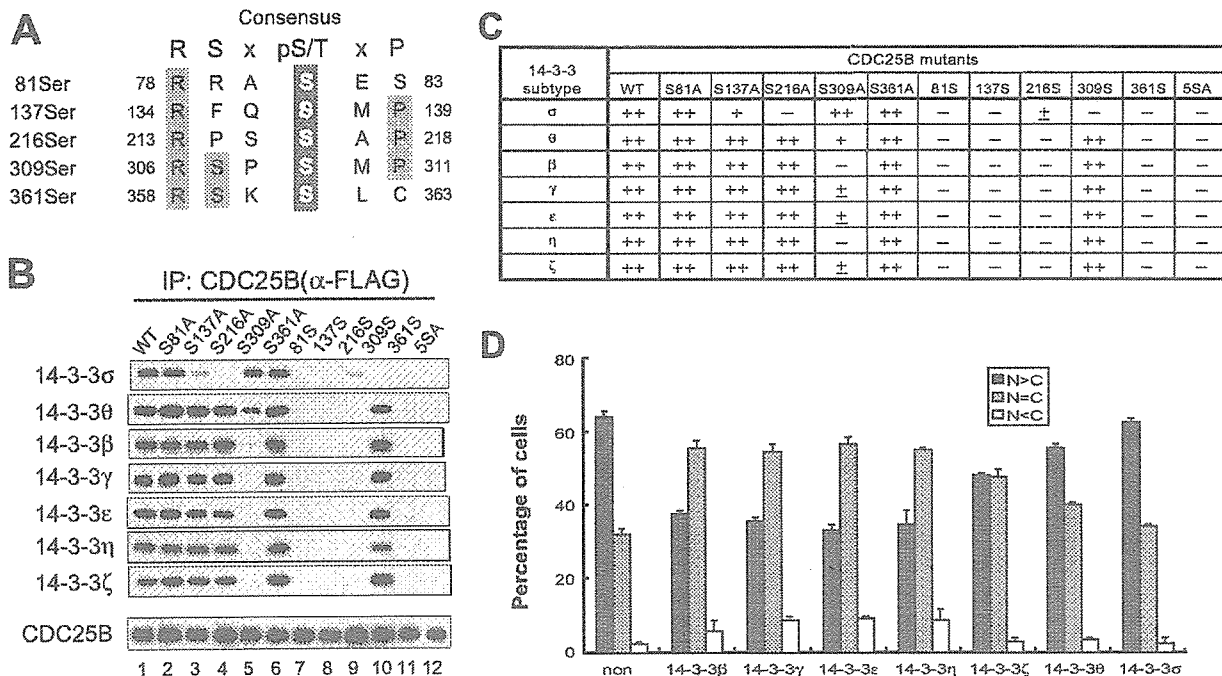 A
Consensus
R S x pS/T x P
81Ser 78 R R A S E S 83
137Ser 134 R F Q S M P 139
216Ser 213 R P S S A P 218
309Ser 306 R S P S M P 311
361Ser 358 R S K S L C 363
B
IP: CDC25B(α-FLAG)
WT S81A S137A S216A S309A S361A 81S 137S 216S 309S 361S 5SA
14-3-3σ
14-3-3θ
14-3-3β
14-3-3γ
14-3-3ε
14-3-3η
14-3-3ζ
CDC25B
1 2 3 4 5 6 7 8 9 10 11 12
C
14-3-3 subtype
CDC25B mutants
WT S81A S137A S216A S309A S361A 81S 137S 216S 309S 361S 5SA
σ ++ ++ + — ++ ++ — — ± — — —
θ ++ ++ ++ ++ + ++ — — — ++ — —
β ++ ++ ++ ++ — ++ — — — ++ — —
γ ++ ++ ++ ++ ± ++ — — — ++ — —
ε ++ ++ ++ ++ ± ++ — — — ++ — —
η ++ ++ ++ ++ — ++ — — — ++ — —
ζ ++ ++ ++ ++ ± ++ — — — ++ — —
D
Percentage of cells
80
60
40
20
0
N>C
N=C
N<C
non 14-3-3β 14-3-3γ 14-3-3ε 14-3-3η 14-3-3ζ 14-3-3θ 14-3-3σ